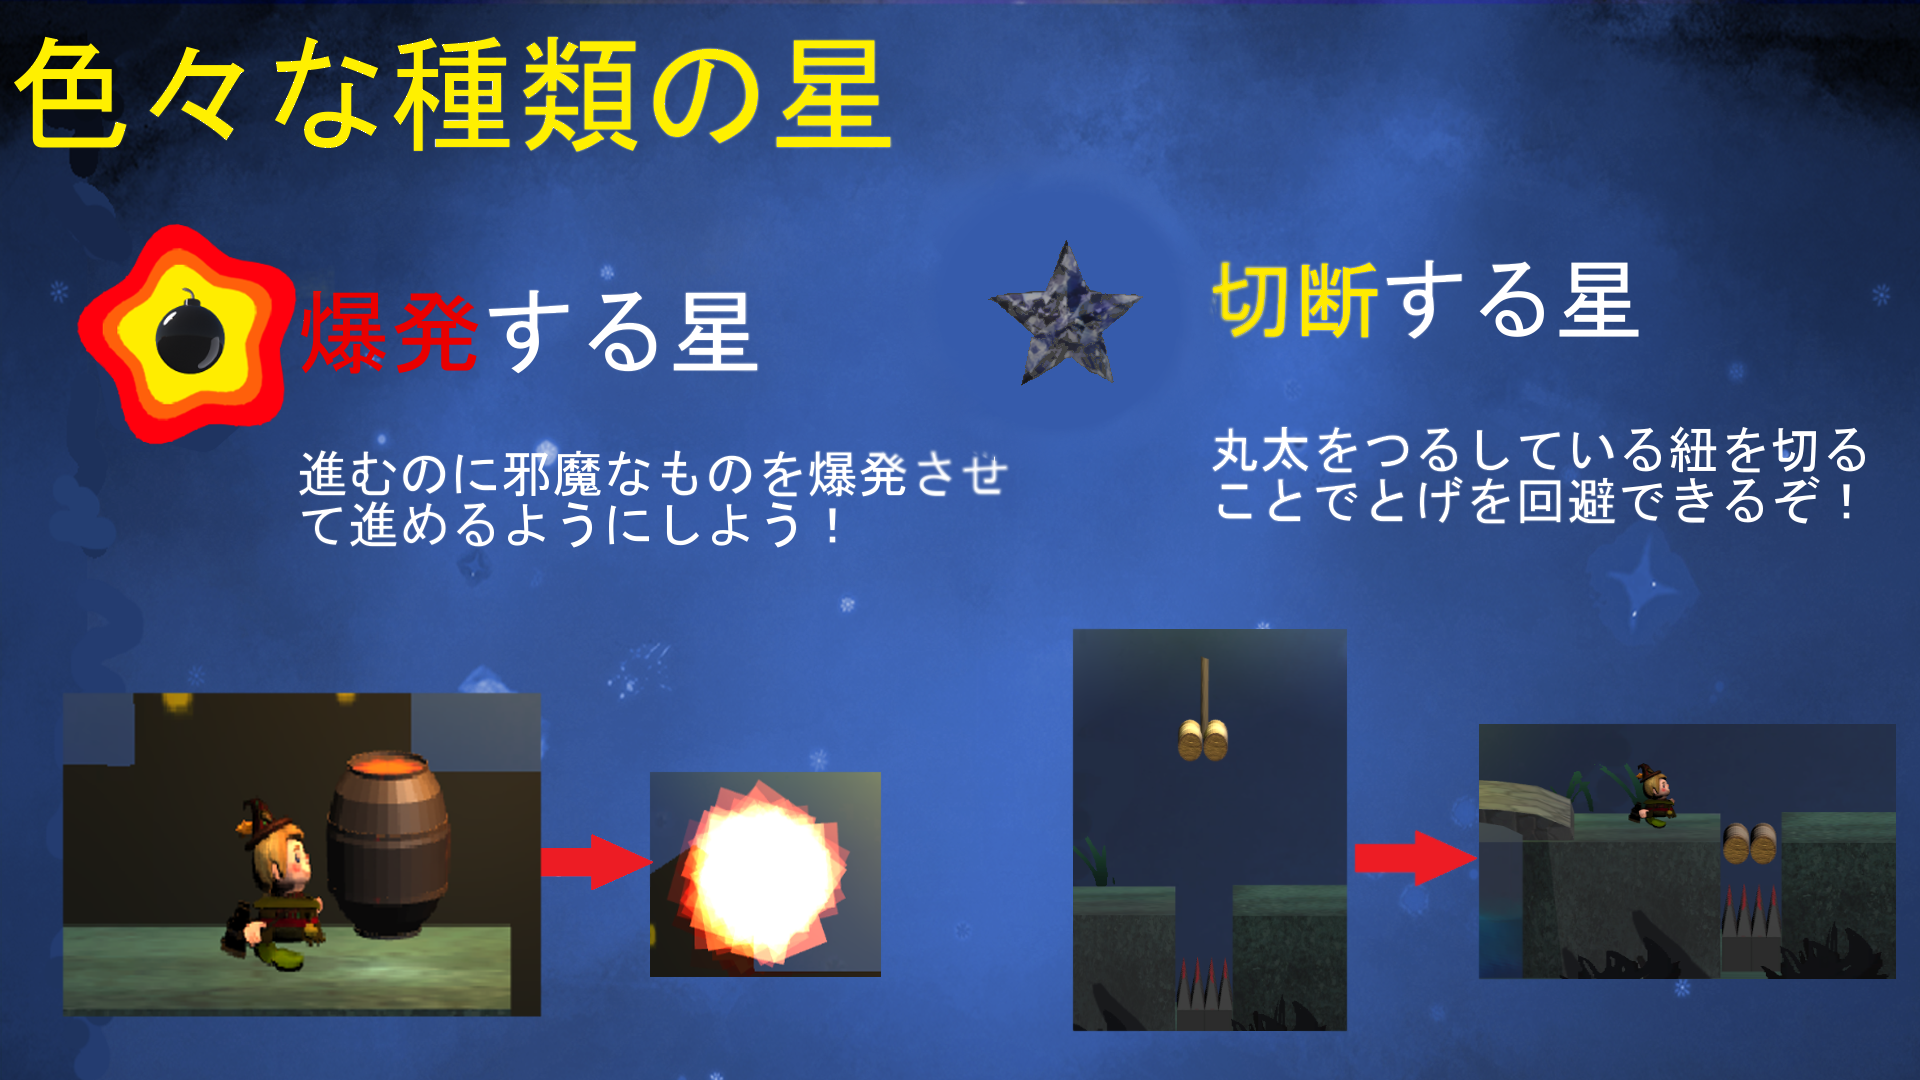 色々な種類の星
爆発する星
進むのに邪魔なものを爆発させ
て進めるようにしよう！
切断する星
丸太をつるしている紐を切る
ことでとげを回避できるぞ！